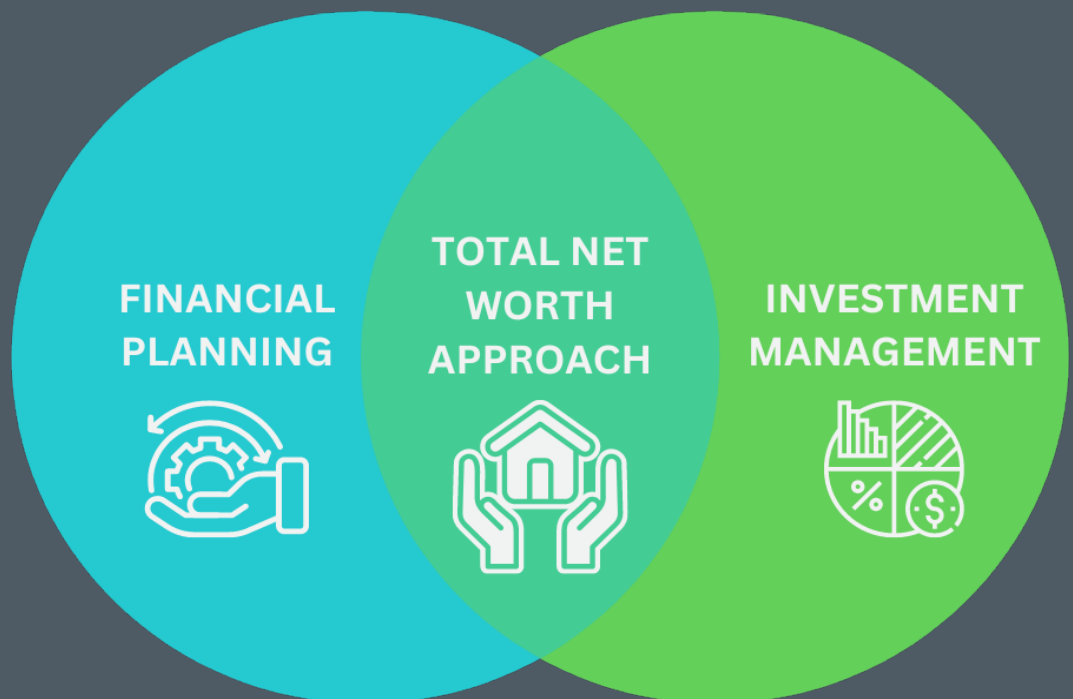 FINANCIAL
PLANNING
TOTAL NET
WORTH
APPROACH
INVESTMENT
MANAGEMENT
%
$